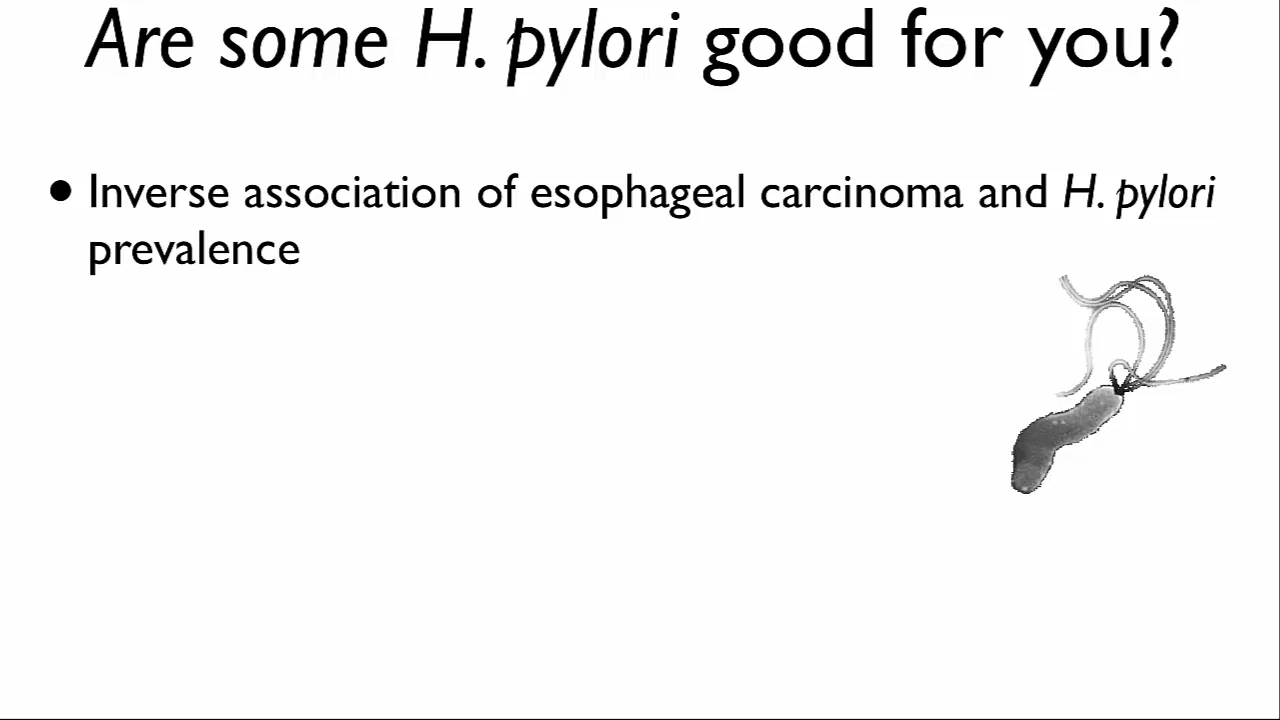 Are some H. pylori good for you?
• Inverse association of esophageal carcinoma and H. pylori
prevalence